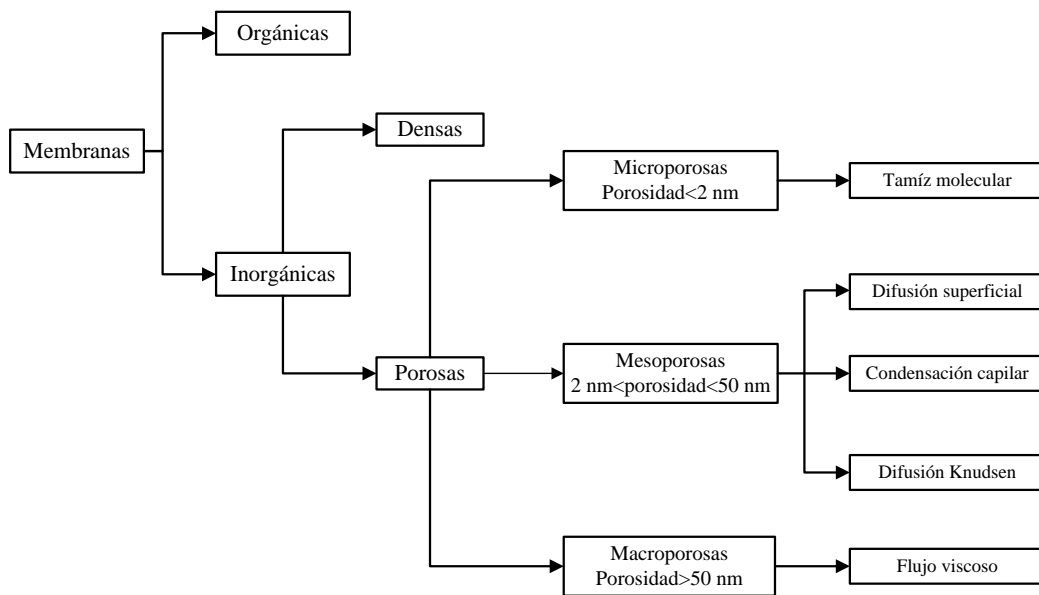 Orgánicas
Membranas
Densas
Inorgánicas
Porosas
Microporosas
Porosidad<2 nm
Tamíz molecular
Mesoporosas
2 nm<porosidad<50 nm
Difusión superficial
Condensación capilar
Difusión Knudsen
Macroporosas
Porosidad>50 nm
Flujo viscoso